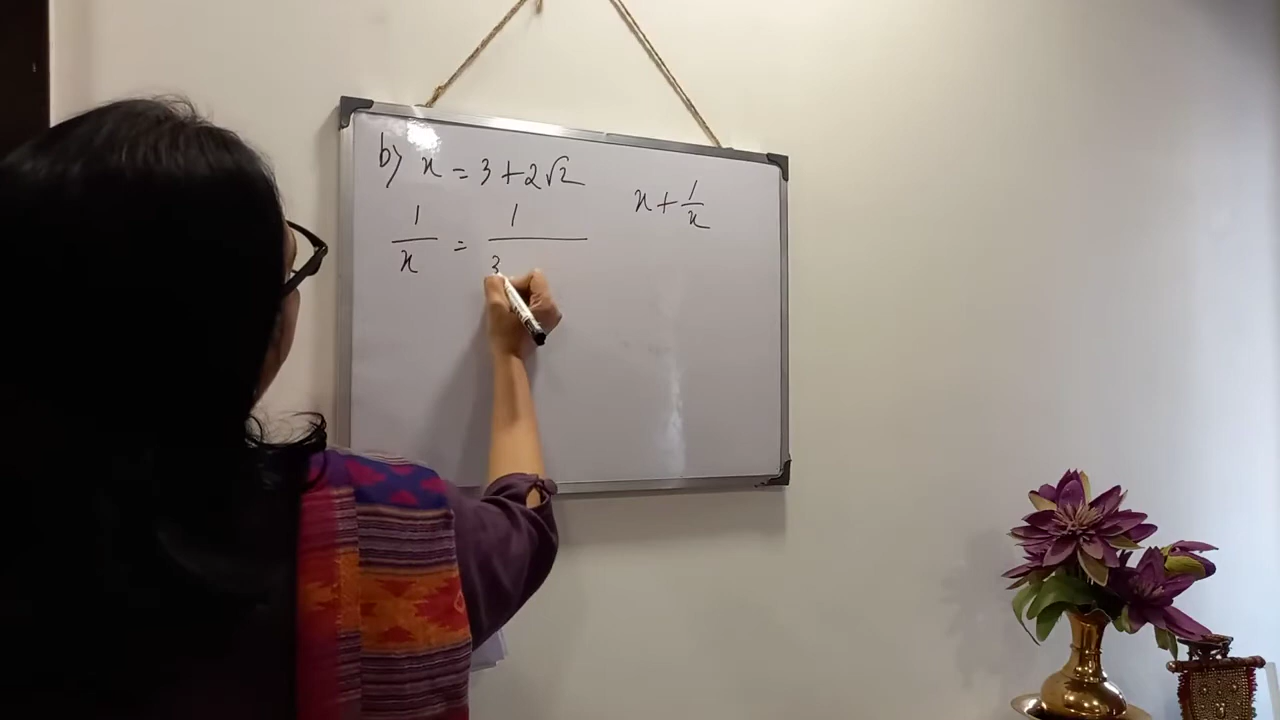 b) x = 3 + 2√2
x + 1/x
1/x = 1/3